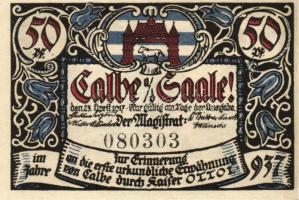 50 50
Calbe a/ Saale!
den 28. April 1917. Nur gültig am Tage der Ausgabe.
Der Magistrat:
080303
zur Erinnerung
im Jahre an die erste urkundliche Erwähnung 937
von Calbe durch Kaiser OTTO I.